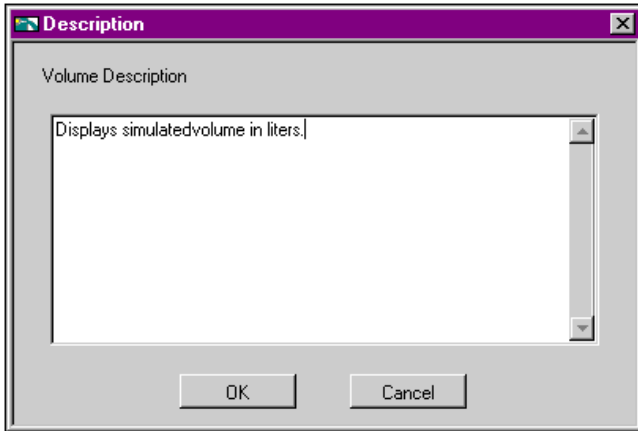 Description
Volume Description
Displays simulatedvolume in liters.
OK Cancel